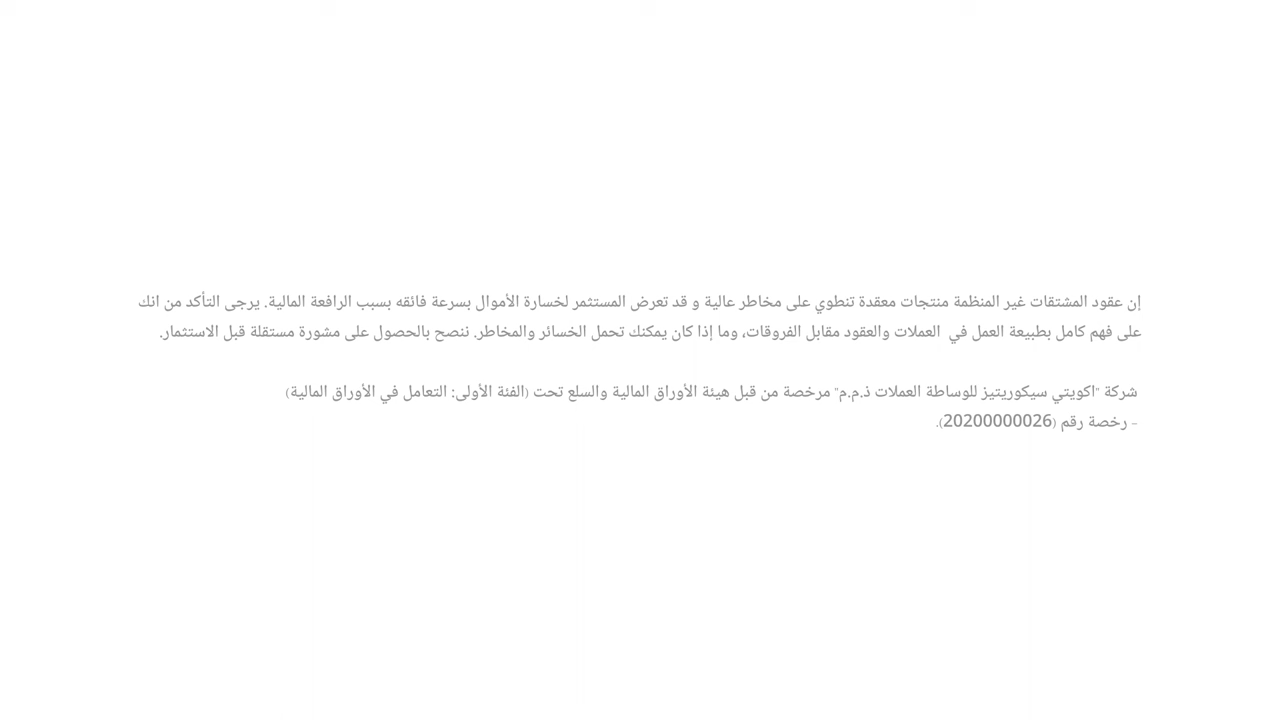 إن عقود المشتقات غير المنظمة منتجات معقدة تنطوي على مخاطر عالية و قد تعرض المستثمر لخسارة الأموال بسرعة فائقه بسبب الرافعة المالية. يرجى التأكد من انك
على فهم كامل بطبيعة العمل في العملات والعقود مقابل الفروقات، وما إذا كان يمكنك تحمل الخسائر والمخاطر. ننصح بالحصول على مشورة مستقلة قبل الاستثمار.
شركة "اكويتي سيكوريتيز للوساطة العملات ذ.م.م" مرخصة من قبل هيئة الأوراق المالية والسلع تحت (الفئة الأولى: التعامل في الأوراق المالية)
– رخصة رقم (20200000026).